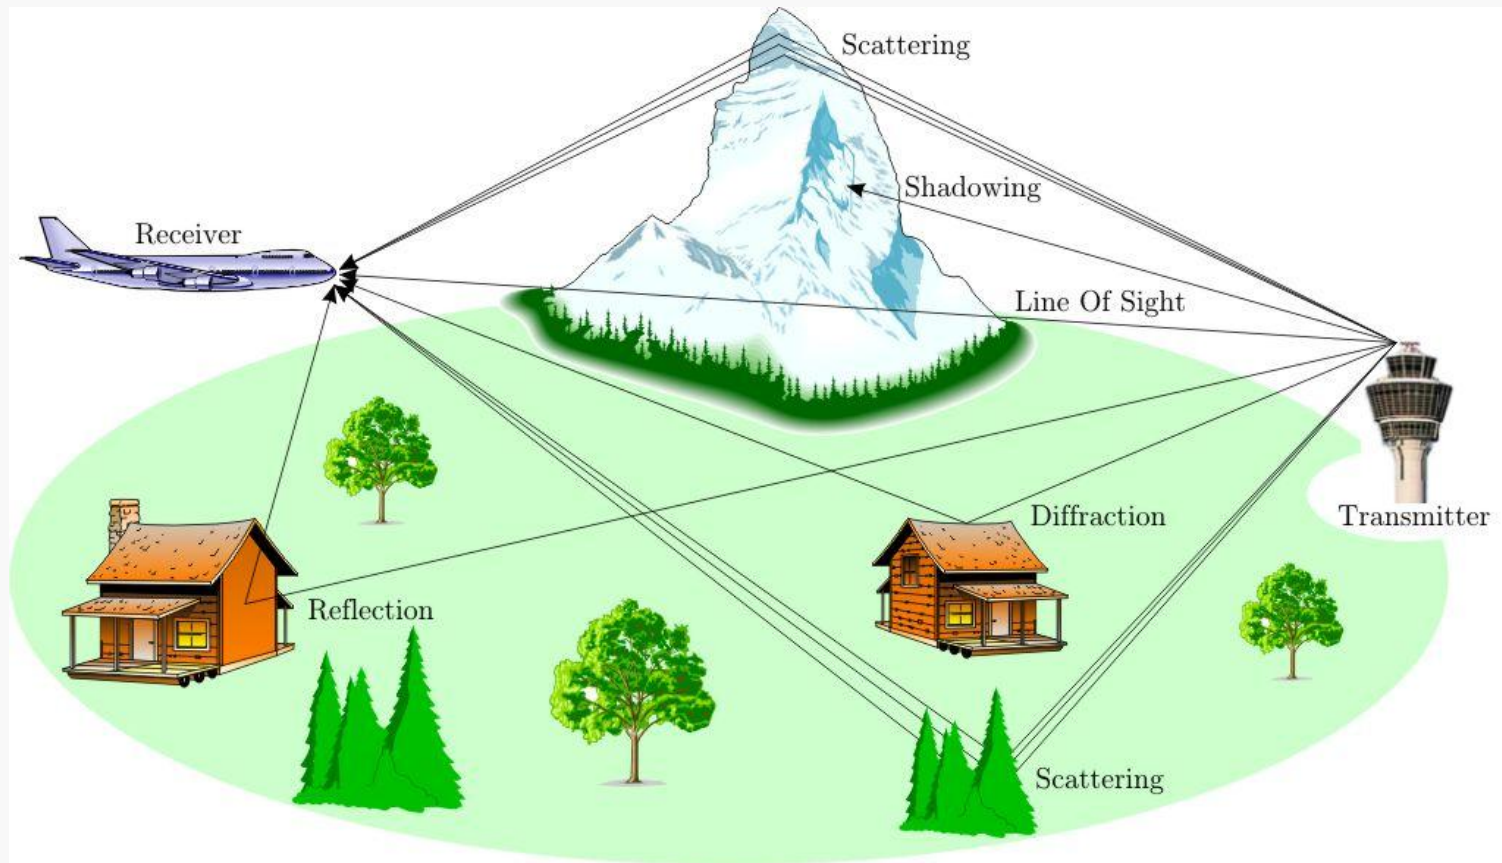 Scattering
Shadowing
Receiver
Line Of Sight
Diffraction
Transmitter
Reflection
Scattering